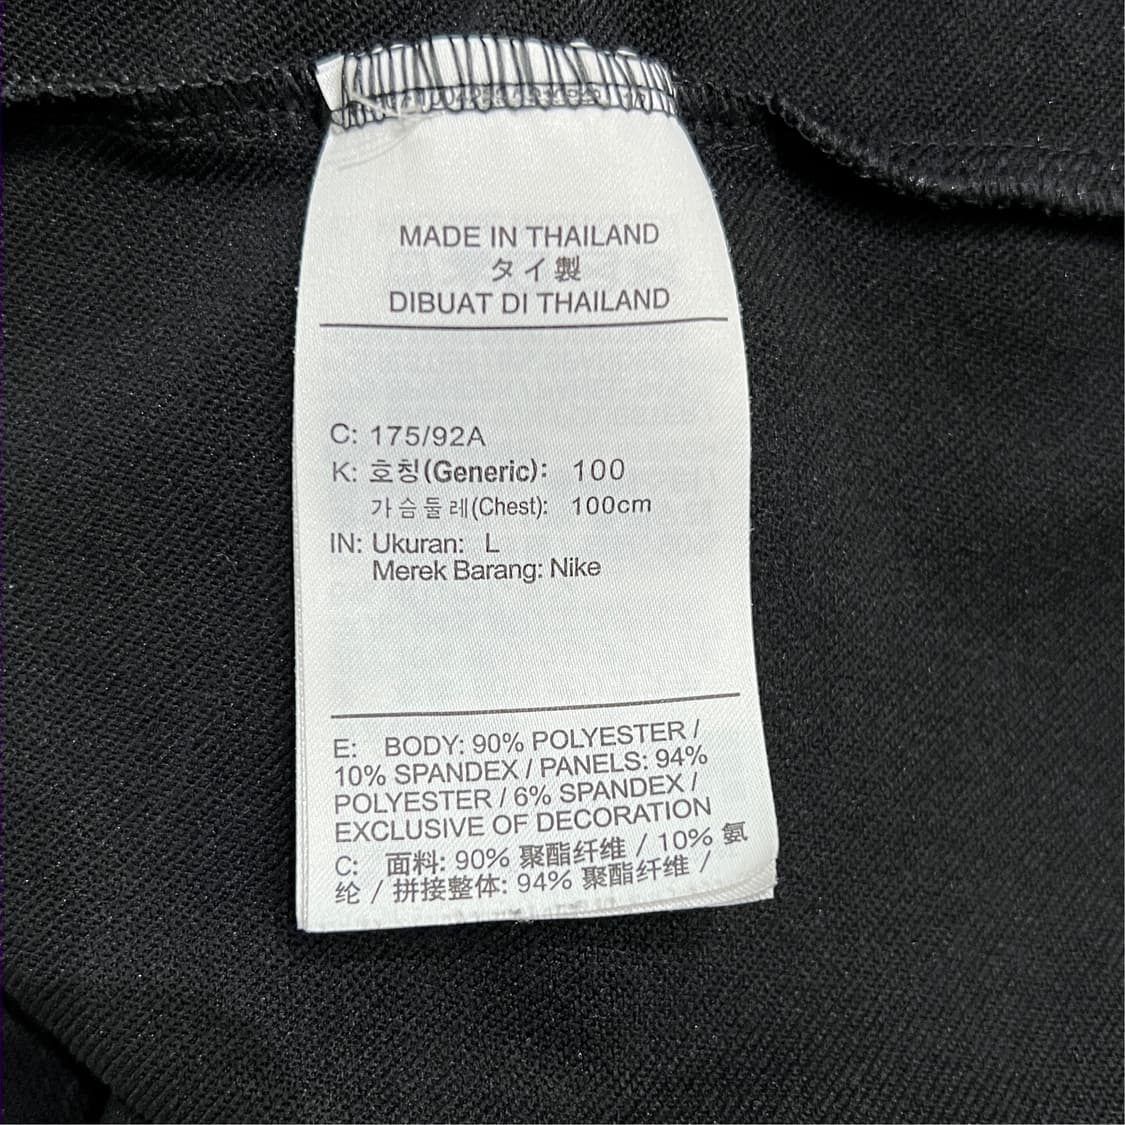 MADE IN THAILAND
タイ製
DIBUAT DI THAILAND
C: 175/92A
K: 호칭(Generic): 100
가슴둘레(Chest): 100cm
IN: Ukuran: L
Merek Barang: Nike
E: BODY: 90% POLYESTER /
10% SPANDEX / PANELS: 94%
POLYESTER / 6% SPANDEX /
EXCLUSIVE OF DECORATION
C: 面料: 90% 聚酯纤维 / 10% 氨
纶 / 拼接整体: 94% 聚酯纤维 /